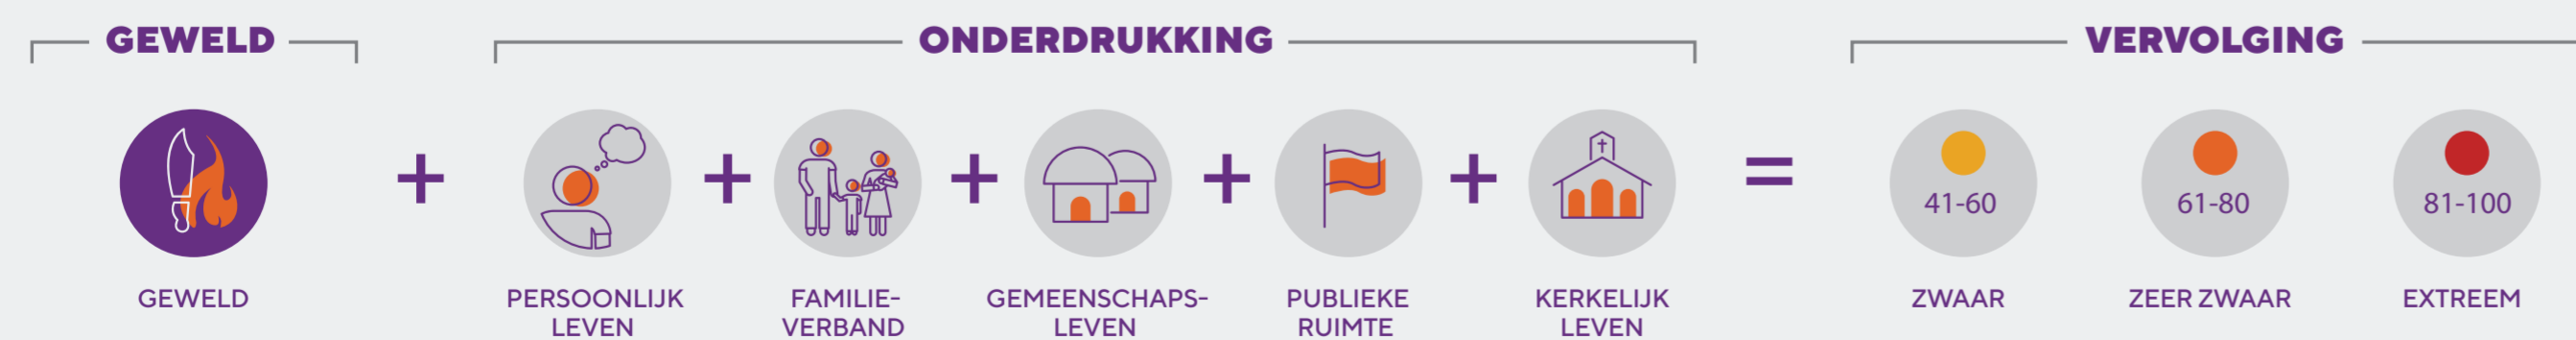 GEWELD
ONDERDRUKKING
VERVOLGING
+
+
+
+
+
=
41-60
61-80
81-100
GEWELD
PERSOONLIJK
LEVEN
FAMILIE-
VERBAND
GEMEENSCHAPS-
LEVEN
PUBLIEKE
RUIMTE
KERKELIJK
LEVEN
ZWAAR
ZEER ZWAAR
EXTREEM